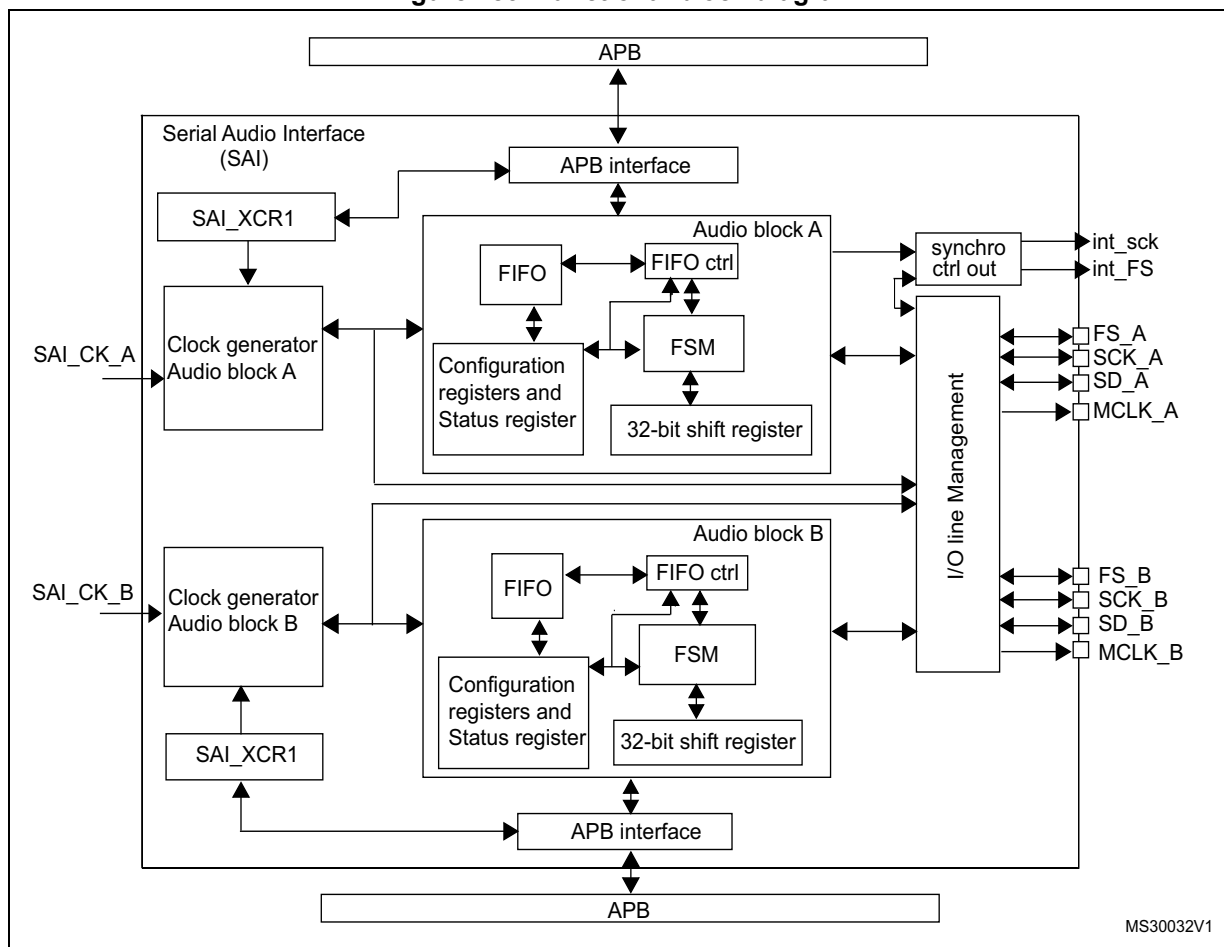 APB
Serial Audio Interface
(SAI)
APB interface
SAI_XCR1
Audio block A
synchro
ctrl out
int_sck
int_FS
FIFO
FIFO ctrl
SAI_CK_A
Clock generator
Audio block A
FSM
Configuration
registers and
Status register
32-bit shift register
FS_A
SCK_A
SD_A
MCLK_A
I/O line Management
Audio block B
SAI_CK_B
Clock generator
Audio block B
FIFO
FIFO ctrl
FSM
Configuration
registers and
Status register
32-bit shift register
FS_B
SCK_B
SD_B
MCLK_B
SAI_XCR1
APB interface
APB
MS30032V1